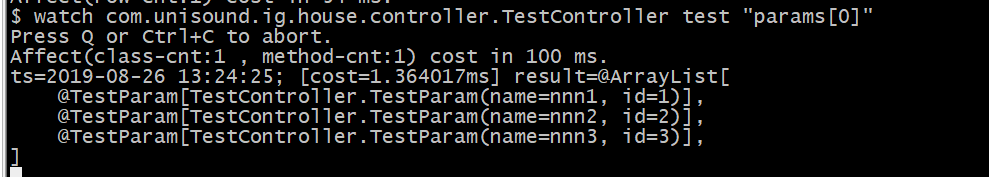 $ watch com.unisound.ig.house.controller.TestController test "params[0]"
Press Q or Ctrl+C to abort.
Affect(class-cnt:1 , method-cnt:1) cost in 100 ms.
ts=2019-08-26 13:24:25; [cost=1.364017ms] result=@ArrayList[
    @TestParam[TestController.TestParam(name=nnn1, id=1)],
    @TestParam[TestController.TestParam(name=nnn2, id=2)],
    @TestParam[TestController.TestParam(name=nnn3, id=3)],
]